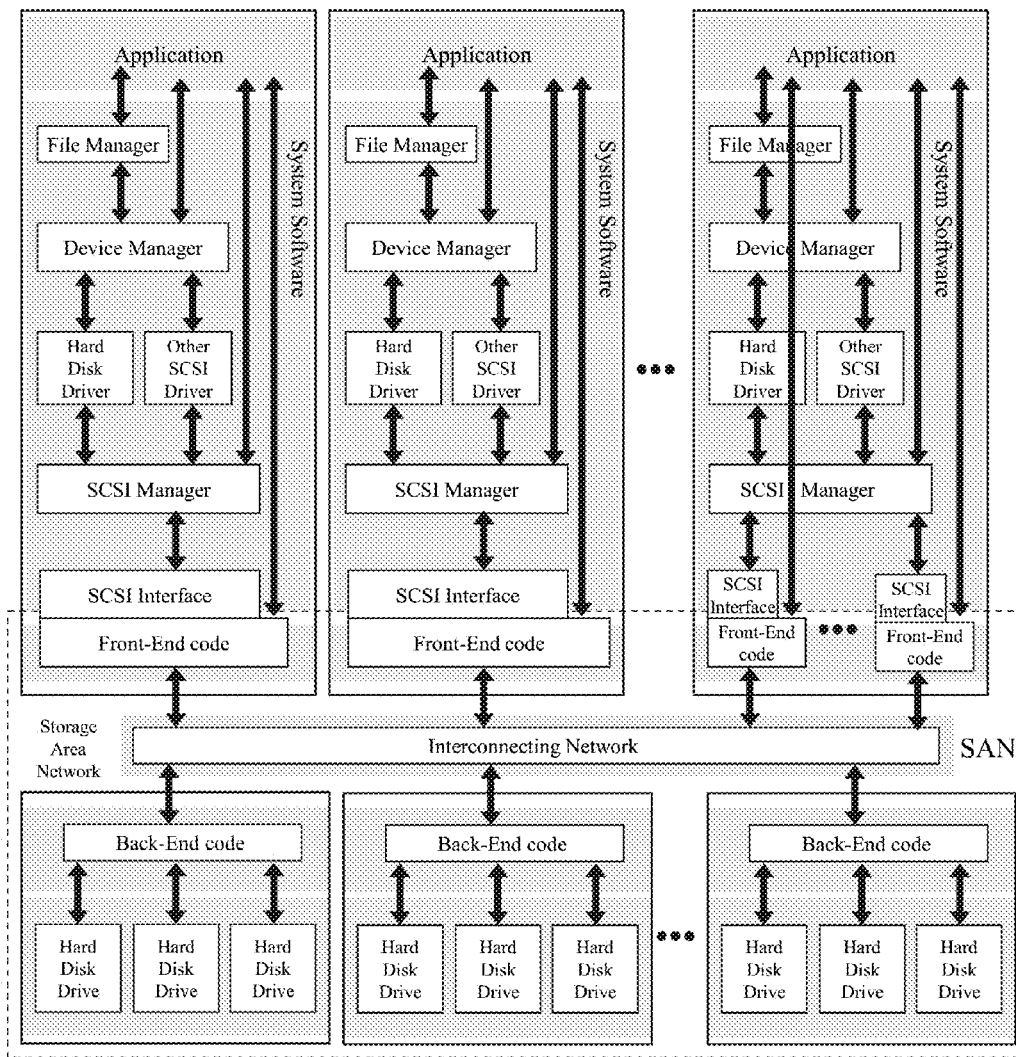 Application
File Manager
System Software
Device Manager
Hard
Disk
Driver
Other
SCSI
Driver
SCSI Manager
SCSI Interface
Front-End code
Application
File Manager
System Software
Device Manager
Hard
Disk
Driver
Other
SCSI
Driver
SCSI Manager
SCSI Interface
Front-End code
Application
File Manager
System Software
Device Manager
Hard
Disk
Driver
Other
SCSI
Driver
SCSI Manager
SCSI
Interface
Front-End
code
SCSI
Interface
Front-End
code
Storage
Area
Network
Interconnecting Network
SAN
Back-End code
Hard
Disk
Drive
Hard
Disk
Drive
Hard
Disk
Drive
Back-End code
Hard
Disk
Drive
Hard
Disk
Drive
Hard
Disk
Drive
Back-End code
Hard
Disk
Drive
Hard
Disk
Drive
Hard
Disk
Drive